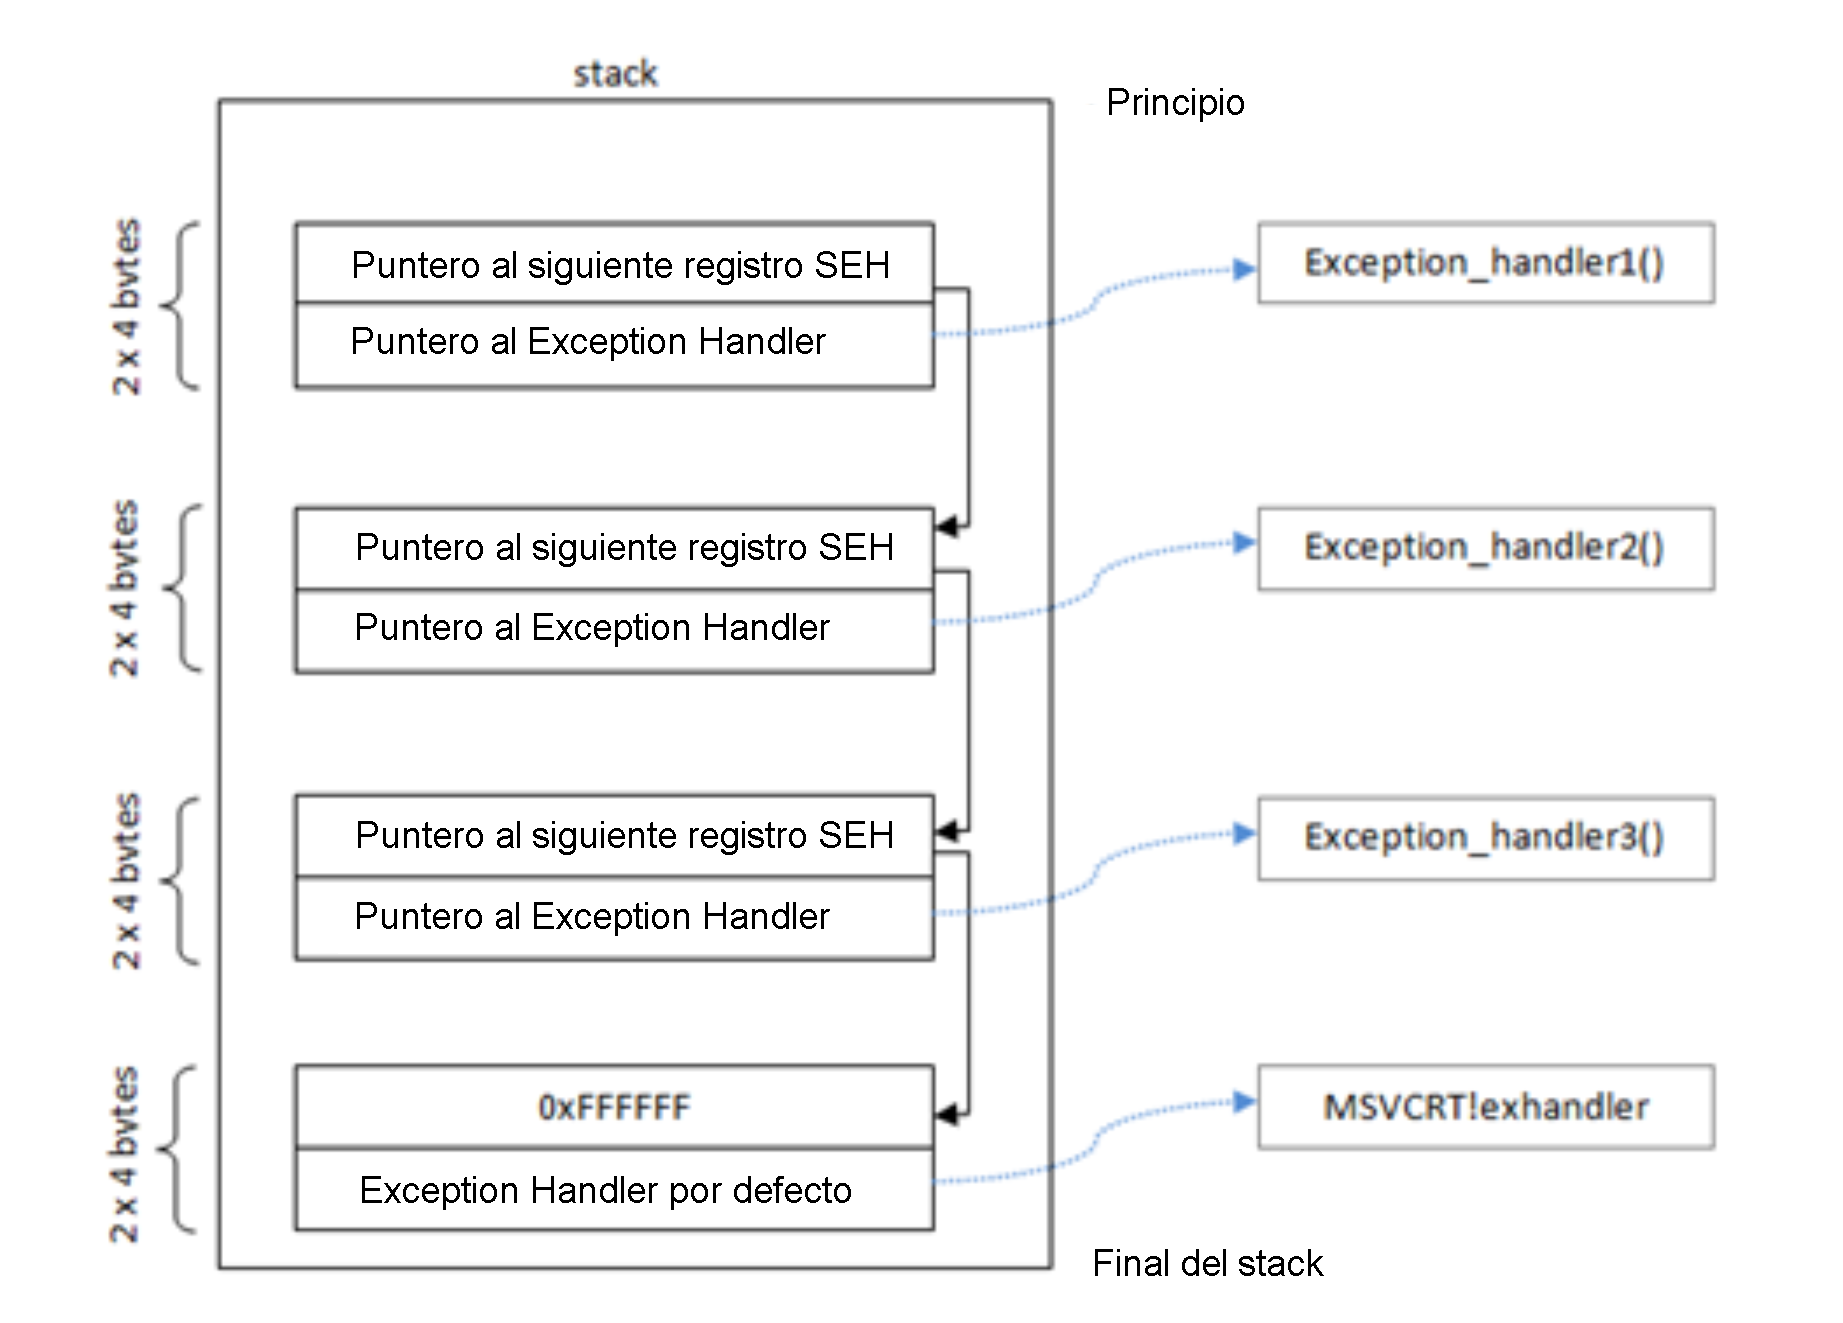 stack
Principio
2 x 4 bytes
Puntero al siguiente registro SEH
Puntero al Exception Handler
Exception_handler1()
2 x 4 bytes
Puntero al siguiente registro SEH
Puntero al Exception Handler
Exception_handler2()
2 x 4 bytes
Puntero al siguiente registro SEH
Puntero al Exception Handler
Exception_handler3()
2 x 4 bytes
0xFFFFFF
Exception Handler por defecto
MSVCRT!exhandler
Final del stack